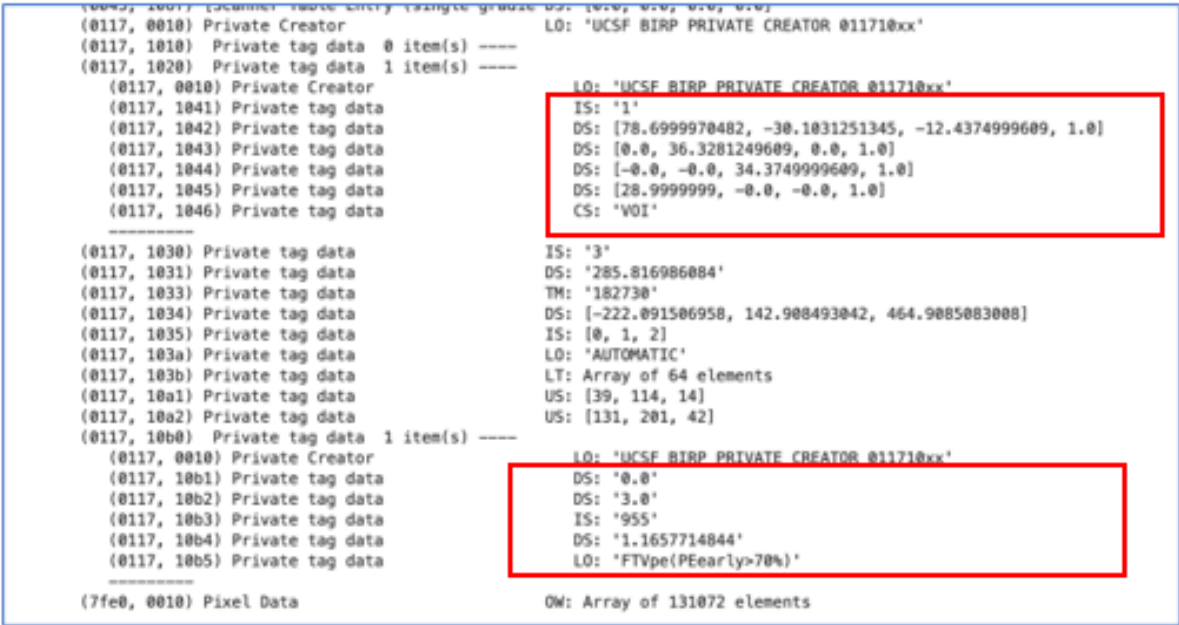 (0117, 0010) Private Creator LO: 'UCSF BIRP PRIVATE CREATOR 011710xx'
(0117, 1010) Private tag data 0 item(s) ----
(0117, 1020) Private tag data 1 item(s) ----
(0117, 0010) Private Creator LO: 'UCSF BIRP PRIVATE CREATOR 011710xx'
(0117, 1041) Private tag data IS: '1'
(0117, 1042) Private tag data DS: [78.6999970482, -30.1031251345, -12.4374999609, 1.0]
(0117, 1043) Private tag data DS: [0.0, 36.3281249609, 0.0, 1.0]
(0117, 1044) Private tag data DS: [-0.0, -0.0, 34.3749999609, 1.0]
(0117, 1045) Private tag data DS: [28.9999999, -0.0, -0.0, 1.0]
(0117, 1046) Private tag data CS: 'VOI'
---------
(0117, 1030) Private tag data IS: '3'
(0117, 1031) Private tag data DS: '285.816986084'
(0117, 1033) Private tag data TM: '182730'
(0117, 1034) Private tag data DS: [-222.091506958, 142.908493042, 464.9085083008]
(0117, 1035) Private tag data IS: [0, 1, 2]
(0117, 103a) Private tag data LO: 'AUTOMATIC'
(0117, 103b) Private tag data LT: Array of 64 elements
(0117, 10a1) Private tag data US: [39, 114, 14]
(0117, 10a2) Private tag data US: [131, 201, 42]
(0117, 10b0) Private tag data 1 item(s) ----
(0117, 0010) Private Creator LO: 'UCSF BIRP PRIVATE CREATOR 011710xx'
(0117, 10b1) Private tag data DS: '0.0'
(0117, 10b2) Private tag data DS: '3.0'
(0117, 10b3) Private tag data IS: '955'
(0117, 10b4) Private tag data DS: '1.1657714844'
(0117, 10b5) Private tag data LO: 'FTVpe(PEearly>70%)'
---------
(7fe0, 0010) Pixel Data OW: Array of 131072 elements